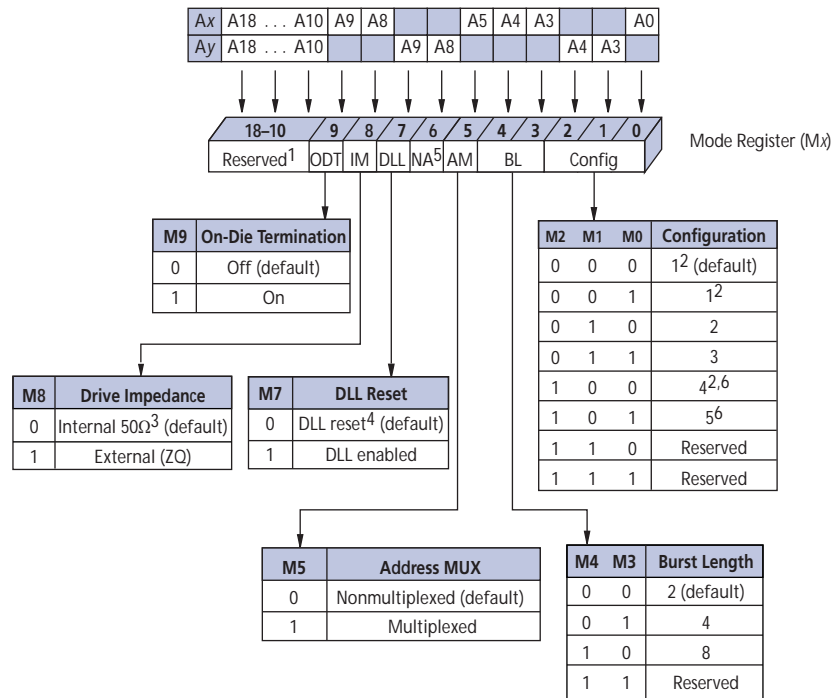 Ax A18 . . . A10 A9 A8 A5 A4 A3 A0
Ay A18 . . . A10 A9 A8 A4 A3
18–10 9 8 7 6 5 4 3 2 1 0
Mode Register (Mx)
Reserved1 ODT IM DLL NA5 AM BL Config
M9 On-Die Termination
0 Off (default)
1 On
M2 M1 M0 Configuration
0 0 0 12 (default)
0 0 1 12
0 1 0 2
0 1 1 3
1 0 0 42,6
1 0 1 56
1 1 0 Reserved
1 1 1 Reserved
M8 Drive Impedance
0 Internal 50Ω3 (default)
1 External (ZQ)
M7 DLL Reset
0 DLL reset4 (default)
1 DLL enabled
M5 Address MUX
0 Nonmultiplexed (default)
1 Multiplexed
M4 M3 Burst Length
0 0 2 (default)
0 1 4
1 0 8
1 1 Reserved